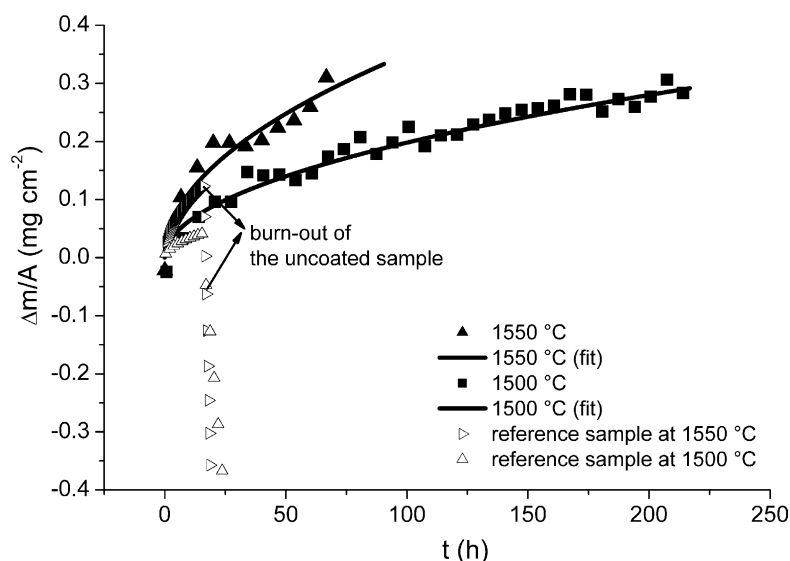 0.4
0.3
0.2
0.1
0.0
-0.1
-0.2
-0.3
-0.4
Δm/A (mg cm⁻²)
burn-out of
the uncoated sample
1550 °C
1550 °C (fit)
1500 °C
1500 °C (fit)
reference sample at 1550 °C
reference sample at 1500 °C
0 50 100 150 200 250
t (h)